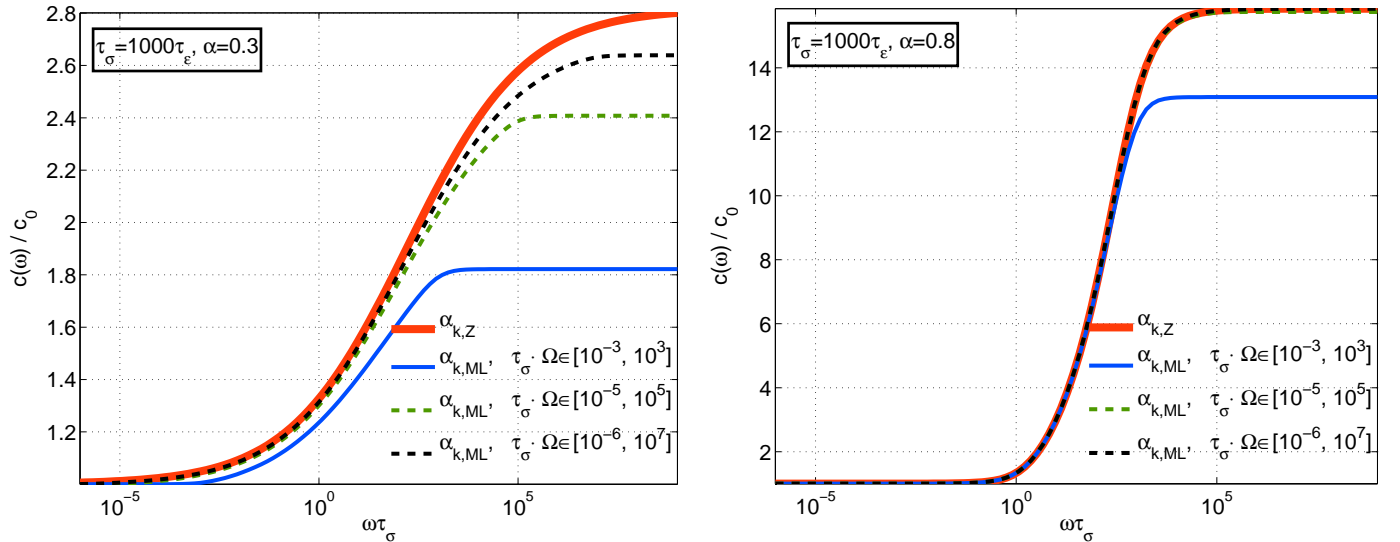 τσ=1000τε, α=0.3
2.8
2.6
2.4
2.2
2
1.8
1.6
1.4
1.2
c(ω) / c0
αk,Z
αk,ML, τσ· Ω∈[10−3, 103]
αk,ML, τσ· Ω∈[10−5, 105]
αk,ML, τσ· Ω∈[10−6, 107]
10−5
100
105
ωτσ
τσ=1000τε, α=0.8
14
12
10
8
6
4
2
c(ω) / c0
αk,Z
αk,ML, τσ· Ω∈[10−3, 103]
αk,ML, τσ· Ω∈[10−5, 105]
αk,ML, τσ· Ω∈[10−6, 107]
10−5
100
105
ωτσ